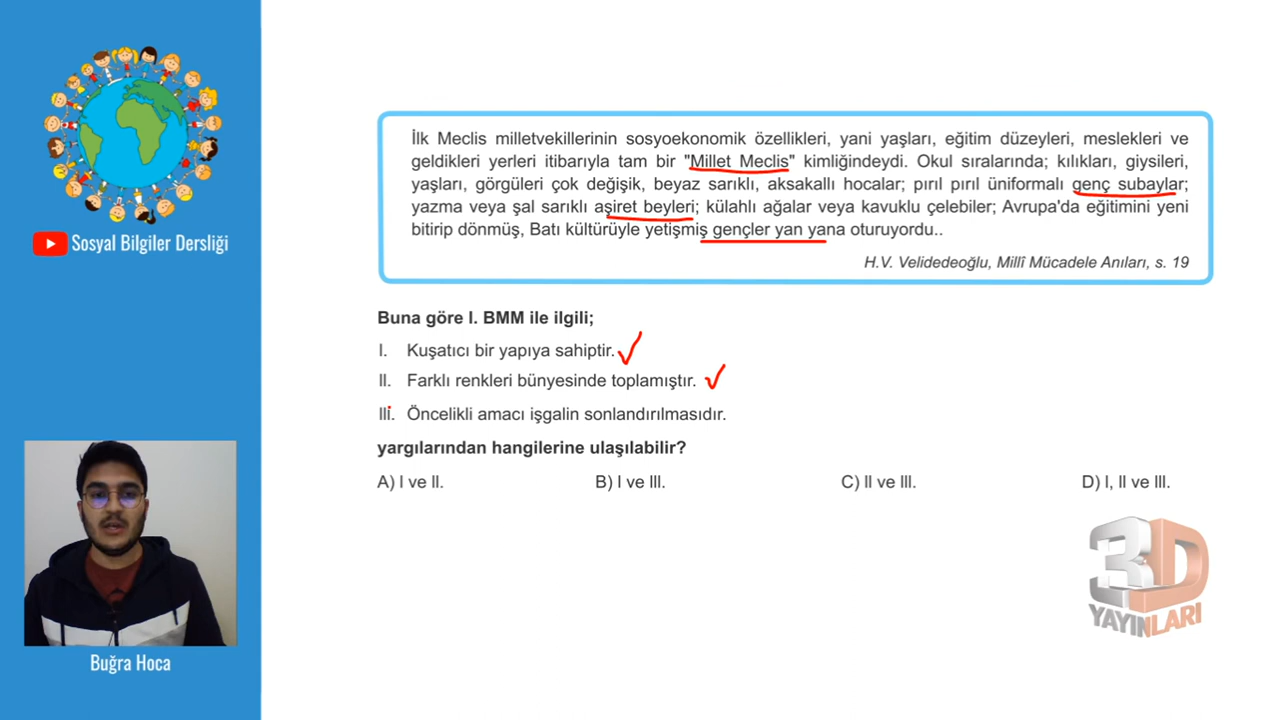 Sosyal Bilgiler Dersliği
Buğra Hoca
İlk Meclis milletvekillerinin sosyoekonomik özellikleri, yani yaşları, eğitim düzeyleri, meslekleri ve
geldikleri yerleri itibarıyla tam bir "Millet Meclis" kimliğindeydi. Okul sıralarında; kılıkları, giysileri,
yaşları, görgüleri çok değişik, beyaz sarıklı, aksakallı hocalar; pırıl pırıl üniformalı genç subaylar;
yazma veya şal sarıklı aşiret beyleri; külahlı ağalar veya kavuklu çelebiler; Avrupa'da eğitimini yeni
bitirip dönmüş, Batı kültürüyle yetişmiş gençler yan yana oturuyordu..
H.V. Velidedeoğlu, Millî Mücadele Anıları, s. 19
Buna göre I. BMM ile ilgili;
I. Kuşatıcı bir yapıya sahiptir.
II. Farklı renkleri bünyesinde toplamıştır.
III. Öncelikli amacı işgalin sonlandırılmasıdır.
yargılarından hangilerine ulaşılabilir?
A) I ve II. B) I ve III. C) II ve III. D) I, II ve III.
3D
YAYINLARI